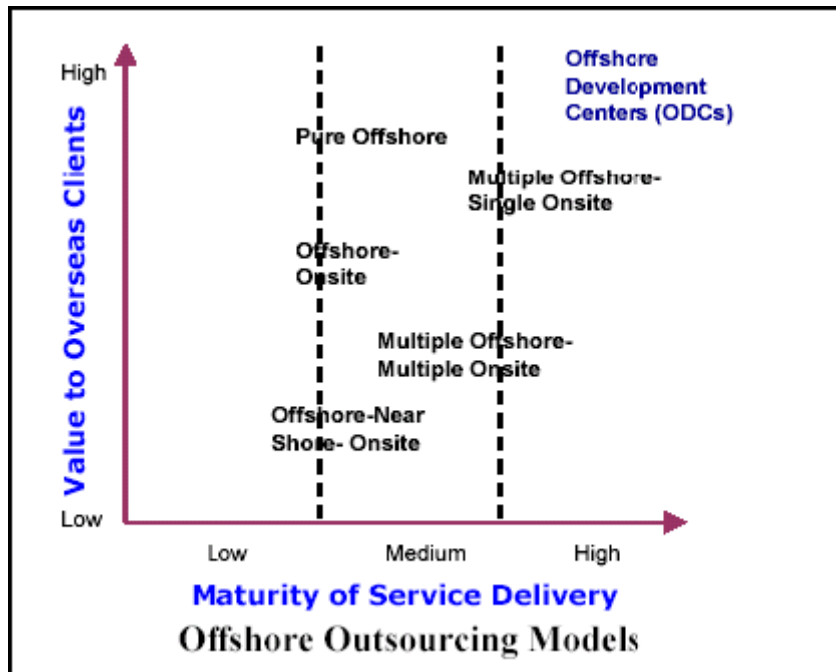 High
Offshore
Development
Centers (ODCs)
Pure Offshore
Multiple Offshore-
Single Onsite
Offshore-
Onsite
Multiple Offshore-
Multiple Onsite
Offshore-Near
Shore- Onsite
Value to Overseas Clients
Low
Low Medium High
Maturity of Service Delivery
Offshore Outsourcing Models